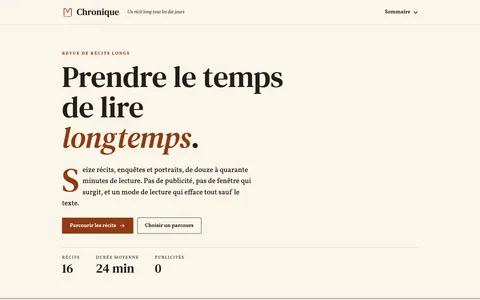 Chronique
Un récit long tous les dix jours
Sommaire
REVUE DE RÉCITS LONGS
Prendre le temps
de lire
longtemps.
Seize récits, enquêtes et portraits, de douze à quarante
minutes de lecture. Pas de publicité, pas de fenêtre qui
surgit, et un mode de lecture qui efface tout sauf le
texte.
Parcourir les récits →
Choisir un parcours
RÉCITS
DURÉE MOYENNE
PUBLICITÉS
16
24 min
0